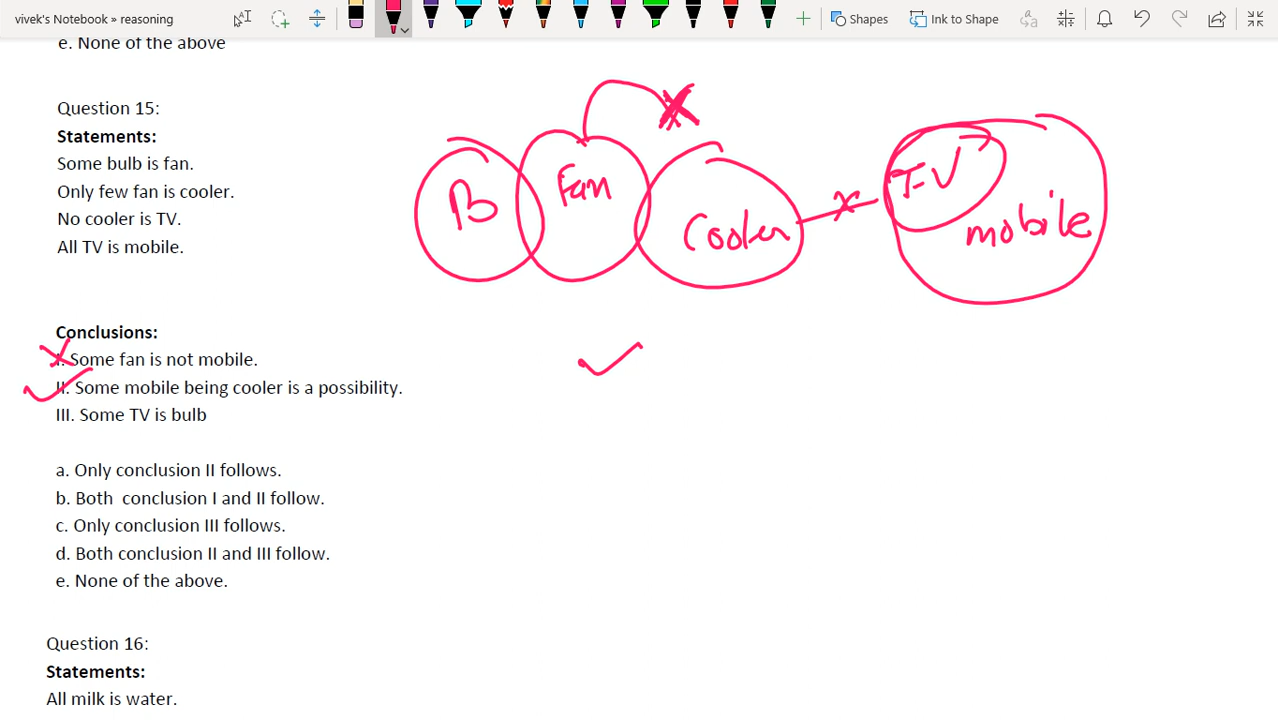 vivek's Notebook » reasoning
Shapes
Ink to Shape
e. None of the above
Question 15:
Statements:
Some bulb is fan.
Only few fan is cooler.
No cooler is TV.
All TV is mobile.
B
Fan
Cooler
T-V
mobile
Conclusions:
I. Some fan is not mobile.
II. Some mobile being cooler is a possibility.
III. Some TV is bulb
a. Only conclusion II follows.
b. Both conclusion I and II follow.
c. Only conclusion III follows.
d. Both conclusion II and III follow.
e. None of the above.
Question 16:
Statements:
All milk is water.